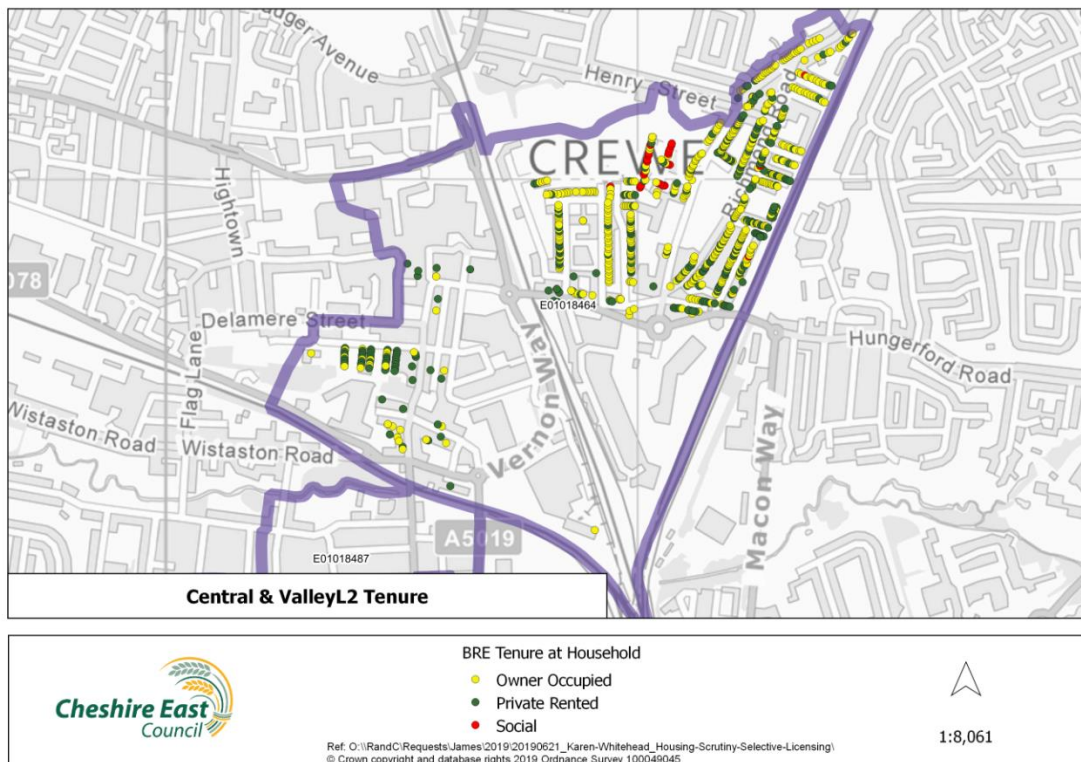 Badger Avenue
Henry Street
CREWE
Richmond Road
Hightown
078
E01018464
Delamere Street
Hungerford Road
Flag Lane
Vernon Way
Wistaston Road
Wistaston Road
Macon Way
A5019
E01018487
Central & ValleyL2 Tenure
BRE Tenure at Household
Owner Occupied
Private Rented
Social
Cheshire East
Council
1:8,061
Ref: O:\\RandC\Requests\James\2019\20190621_Karen-Whitehead_Housing-Scrutiny-Selective-Licensing\
© Crown copyright and database rights 2019 Ordnance Survey 100049045